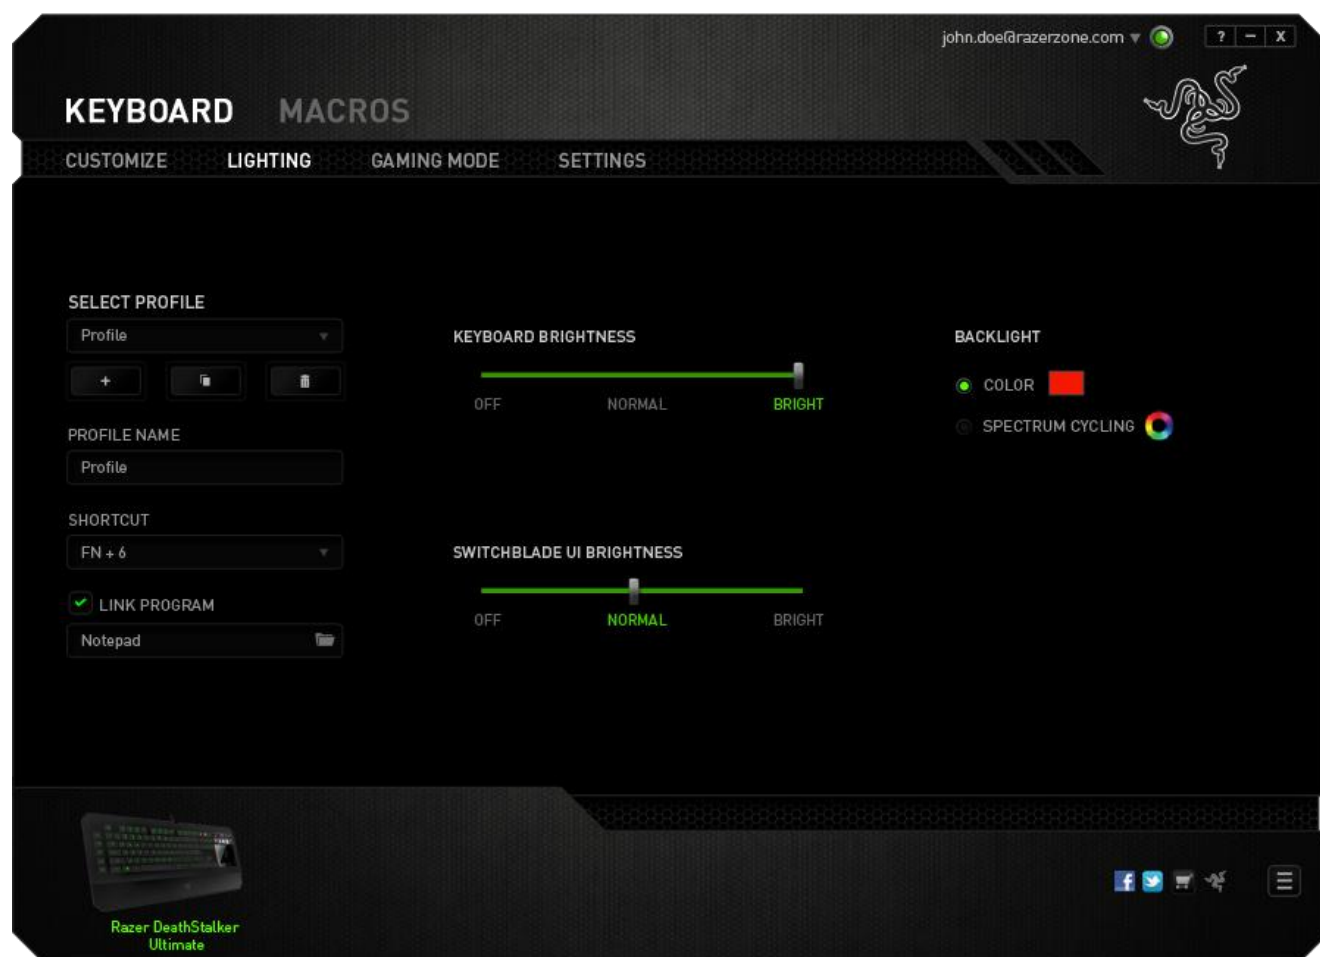 john.doe@razerzone.com
? – X
KEYBOARD MACROS
CUSTOMIZE LIGHTING GAMING MODE SETTINGS
SELECT PROFILE
Profile
+
PROFILE NAME
Profile
SHORTCUT
FN + 6
LINK PROGRAM
Notepad
KEYBOARD BRIGHTNESS
OFF NORMAL BRIGHT
SWITCHBLADE UI BRIGHTNESS
OFF NORMAL BRIGHT
BACKLIGHT
COLOR
SPECTRUM CYCLING
Razer DeathStalker
Ultimate
f